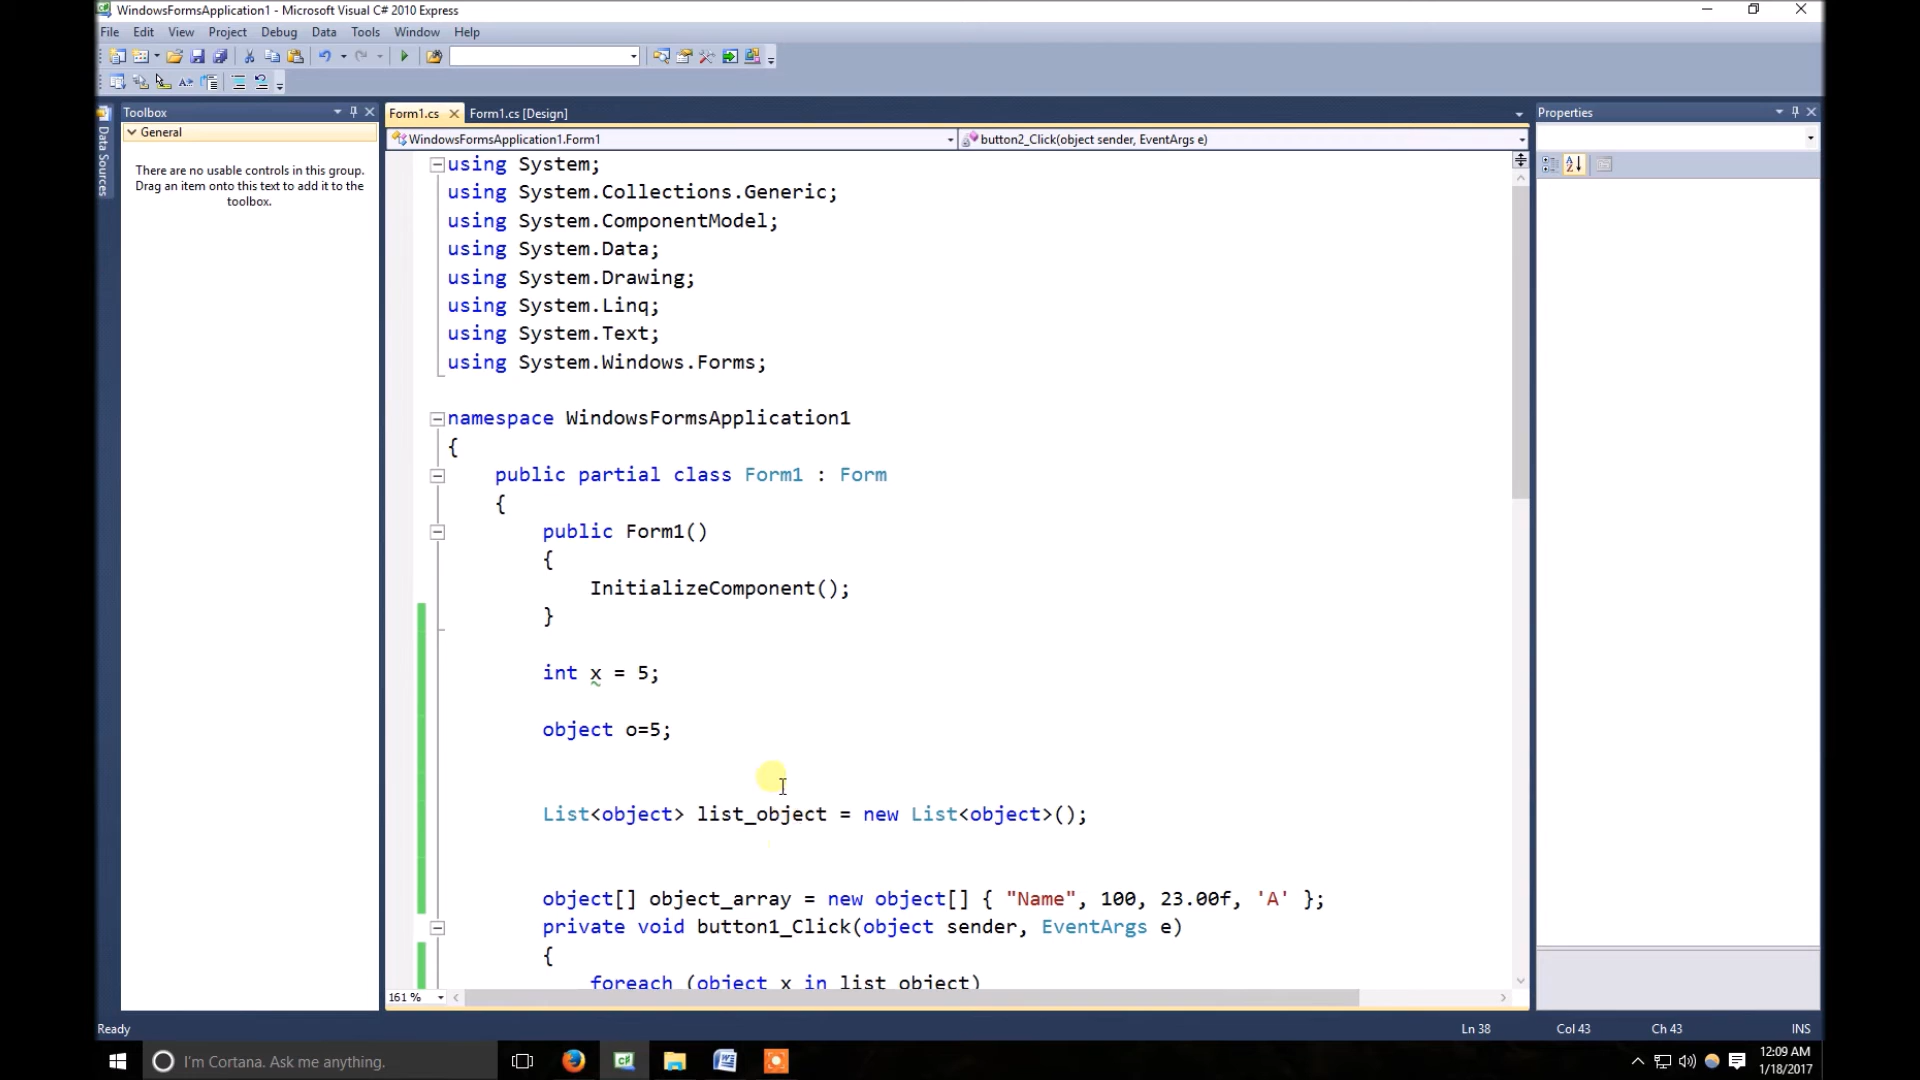 WindowsFormsApplication1 - Microsoft Visual C# 2010 Express
File Edit View Project Debug Data Tools Window Help
Data Sources
Toolbox
General
There are no usable controls in this group.
Drag an item onto this text to add it to the
toolbox.
Form1.cs Form1.cs [Design]
WindowsFormsApplication1.Form1 button2_Click(object sender, EventArgs e)
using System;
using System.Collections.Generic;
using System.ComponentModel;
using System.Data;
using System.Drawing;
using System.Linq;
using System.Text;
using System.Windows.Forms;
namespace WindowsFormsApplication1
{
public partial class Form1 : Form
{
public Form1()
{
InitializeComponent();
}
int x = 5;
object o=5;
List<object> list_object = new List<object>();
object[] object_array = new object[] { "Name", 100, 23.00f, 'A' };
private void button1_Click(object sender, EventArgs e)
{
foreach (object x in list_object)
161 %
Properties
Ready Ln 38 Col 43 Ch 43 INS
I'm Cortana. Ask me anything.
12:09 AM
1/18/2017